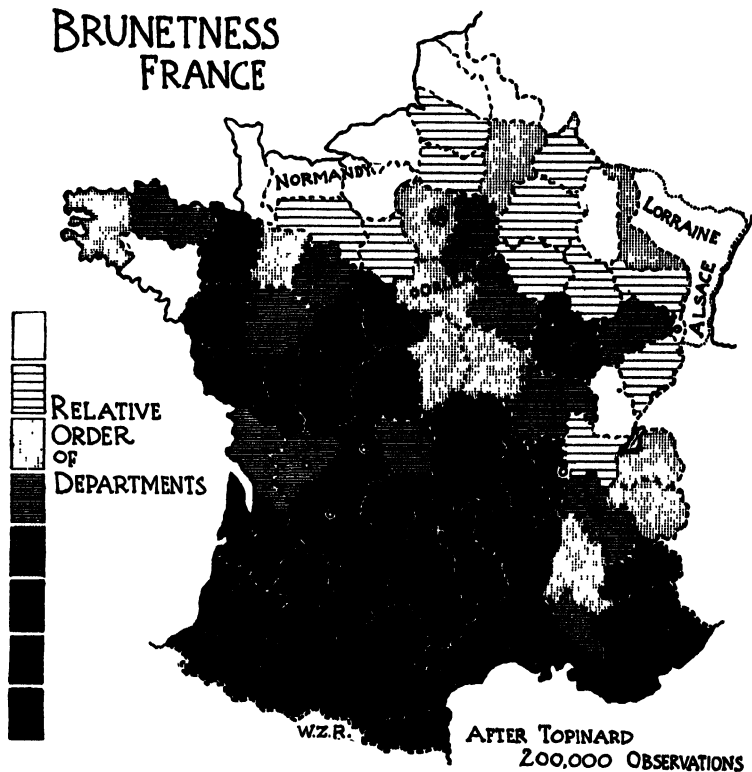 BRUNETNESS
FRANCE
NORMANDY
LORRAINE
ALSACE
RELATIVE
ORDER
OF
DEPARTMENTS
W.Z.R.
AFTER TOPINARD
200,000 OBSERVATIONS